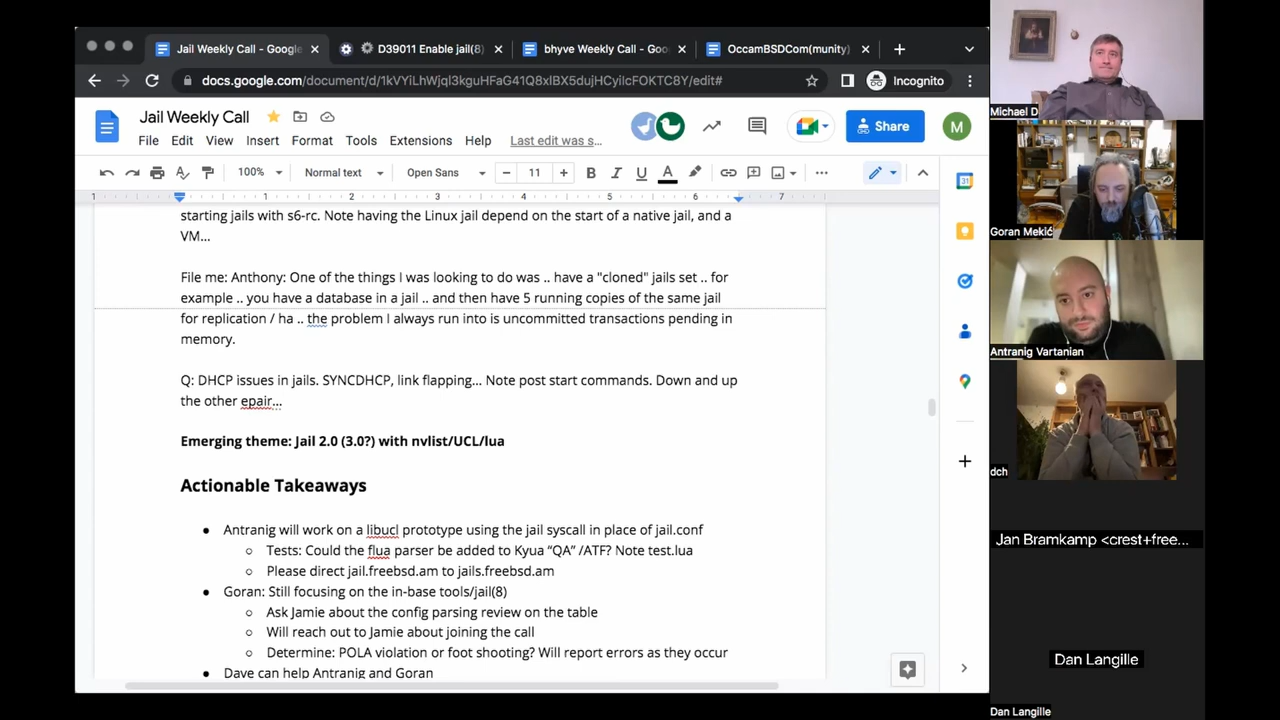 Jail Weekly Call - Google
D39011 Enable jail(8)
bhyve Weekly Call - Goo
OccamBSDCom(munity)
docs.google.com/document/d/1kVYiLhWjqI3kguHFaG41Q8xIBX5dujHCyiIcFOKTC8Y/edit#
Incognito
Jail Weekly Call
File Edit View Insert Format Tools Extensions Help Last edit was s...
Share
M
100% Normal text Open Sans 11 B I U A
1 1 2 3 4 5 6 7
starting jails with s6-rc. Note having the Linux jail depend on the start of a native jail, and a
VM...
File me: Anthony: One of the things I was looking to do was .. have a "cloned" jails set .. for
example .. you have a database in a jail .. and then have 5 running copies of the same jail
for replication / ha .. the problem I always run into is uncommitted transactions pending in
memory.
Q: DHCP issues in jails. SYNCDHCP, link flapping... Note post start commands. Down and up
the other epair...
Emerging theme: Jail 2.0 (3.0?) with nvlist/UCL/lua
Actionable Takeaways
● Antranig will work on a libucl prototype using the jail syscall in place of jail.conf
○ Tests: Could the flua parser be added to Kyua “QA” /ATF? Note test.lua
○ Please direct jail.freebsd.am to jails.freebsd.am
● Goran: Still focusing on the in-base tools/jail(8)
○ Ask Jamie about the config parsing review on the table
○ Will reach out to Jamie about joining the call
○ Determine: POLA violation or foot shooting? Will report errors as they occur
● Dave can help Antranig and Goran
31
Michael D
Goran Mekić
Antranig Vartanian
dch
Jan Bramkamp <crest+free...
Dan Langille
Dan Langille